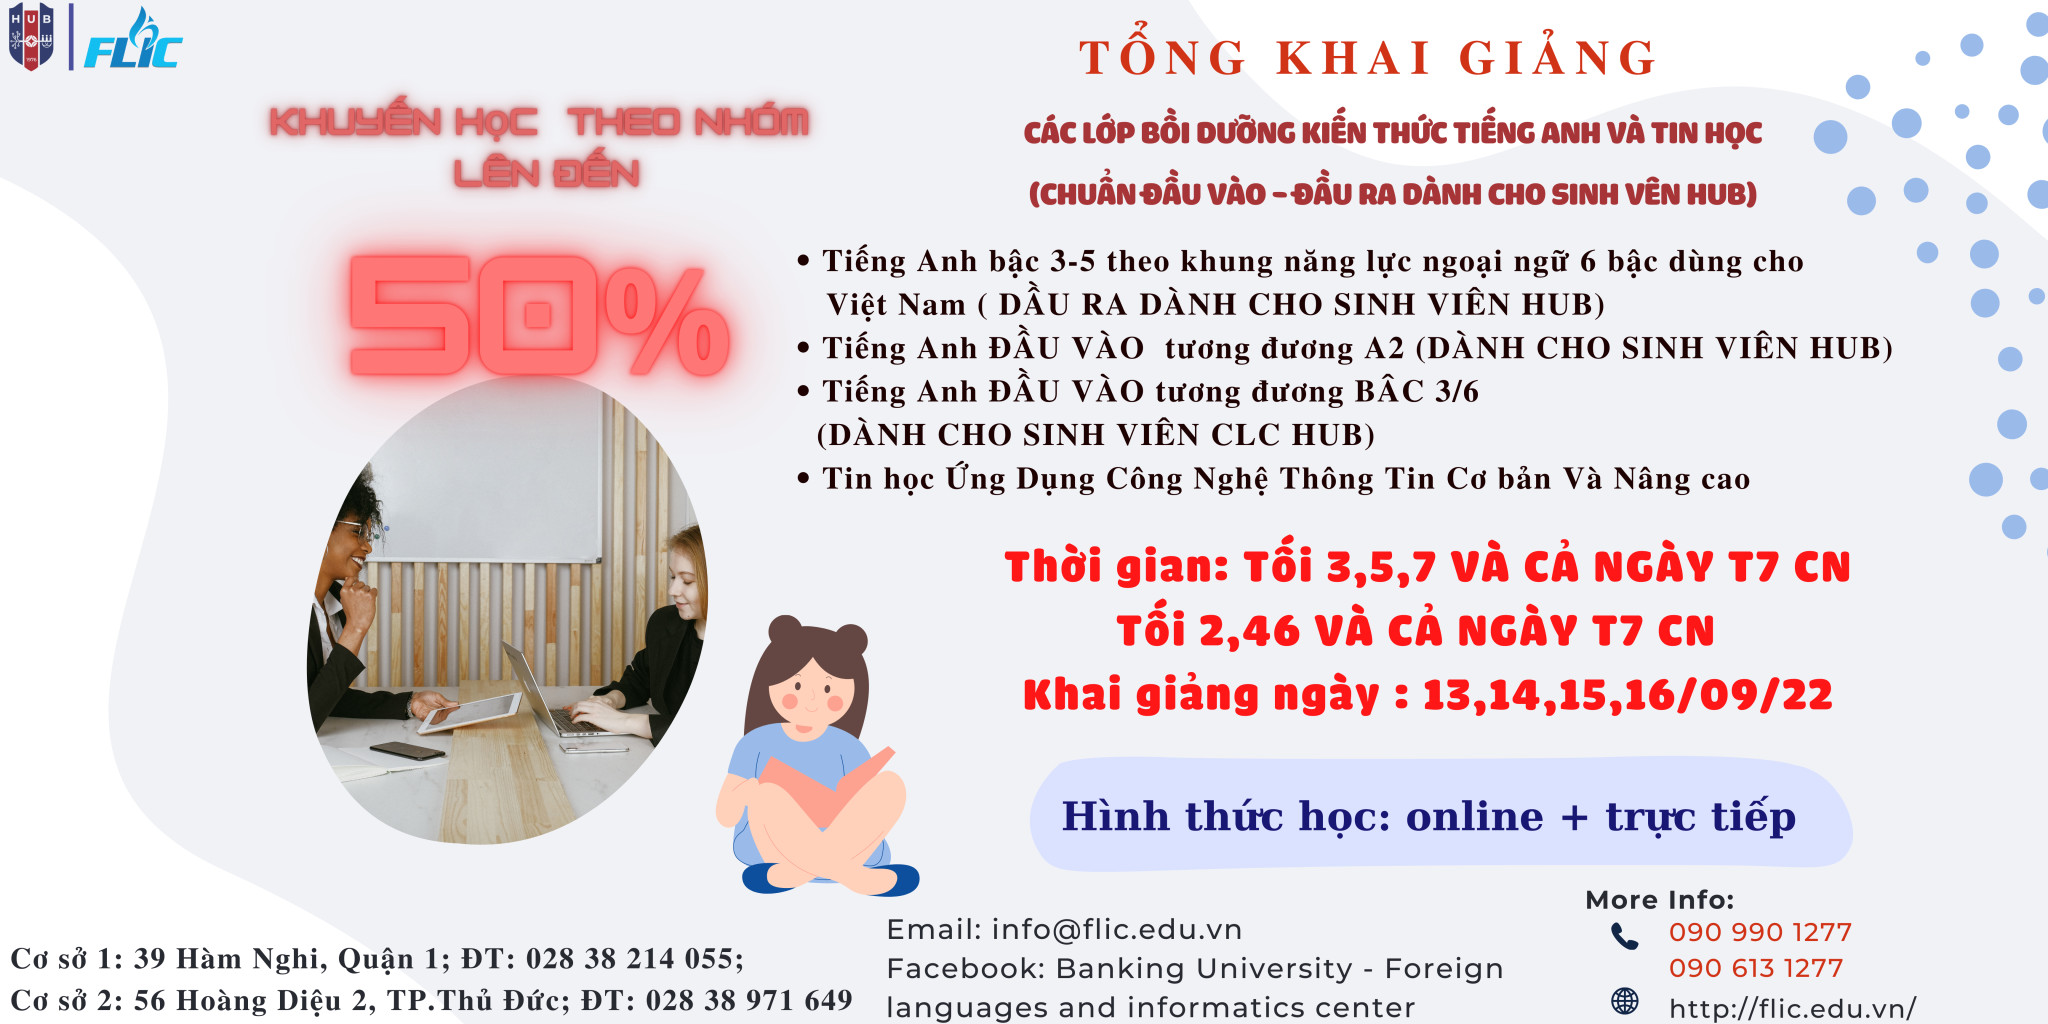 HUB
1976
FLIC
KHUYẾN HỌC THEO NHÓM
LÊN ĐẾN
50%
TỔNG KHAI GIẢNG
CÁC LỚP BỒI DƯỠNG KIẾN THỨC TIẾNG ANH VÀ TIN HỌC
(CHUẨN ĐẦU VÀO – ĐẦU RA DÀNH CHO SINH VÊN HUB)
• Tiếng Anh bậc 3-5 theo khung năng lực ngoại ngữ 6 bậc dùng cho
Việt Nam ( DẦU RA DÀNH CHO SINH VIÊN HUB)
• Tiếng Anh ĐẦU VÀO tương đương A2 (DÀNH CHO SINH VIÊN HUB)
• Tiếng Anh ĐẦU VÀO tương đương BÂC 3/6
(DÀNH CHO SINH VIÊN CLC HUB)
• Tin học Ứng Dụng Công Nghệ Thông Tin Cơ bản Và Nâng cao
Thời gian: Tối 3,5,7 VÀ CẢ NGÀY T7 CN
Tối 2,46 VÀ CẢ NGÀY T7 CN
Khai giảng ngày : 13,14,15,16/09/22
Hình thức học: online + trực tiếp
Cơ sở 1: 39 Hàm Nghi, Quận 1; ĐT: 028 38 214 055;
Cơ sở 2: 56 Hoàng Diệu 2, TP.Thủ Đức; ĐT: 028 38 971 649
Email: info@flic.edu.vn
Facebook: Banking University - Foreign
languages and informatics center
More Info:
090 990 1277
090 613 1277
http://flic.edu.vn/